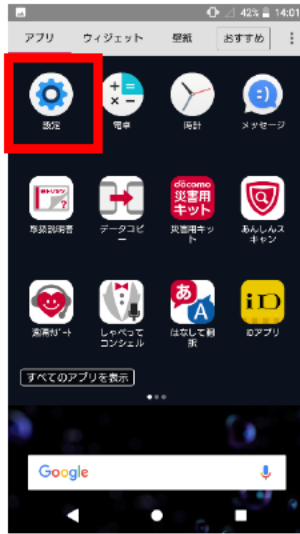 42% 14:01
アプリ ウィジェット 壁紙 おすすめ
設定 電卓 時計 メッセージ
docomo
災害用
キット
取扱説明書 データコピ
ー 災害用キッ
ト あんしんス
キャン
あ
A
iD
遠隔サポート しゃべって
コンシェル はなして翻
訳 iDアプリ
すべてのアプリを表示
Google